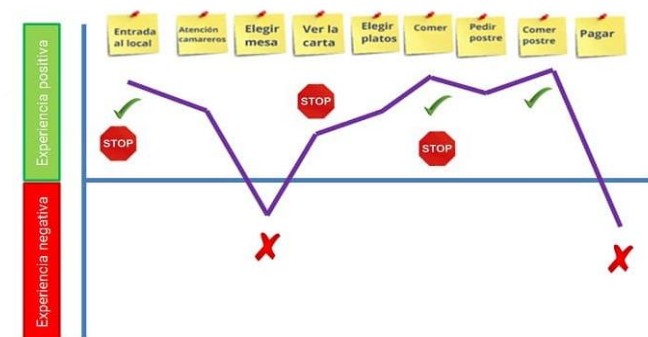 Entrada
al local
Atención
camareros
Elegir
mesa
Ver la
carta
Elegir
platos
Comer
Pedir
postre
Comer
postre
Pagar
Experiencia positiva
STOP
STOP
STOP
Experiencia negativa